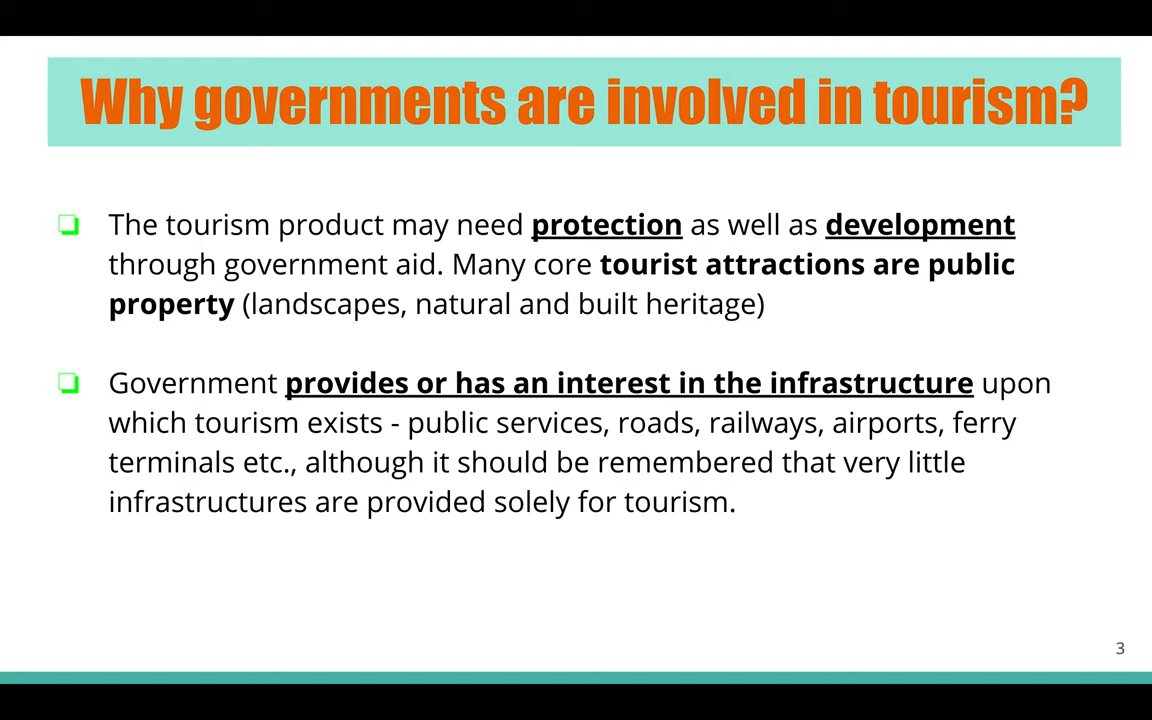 Why governments are involved in tourism?
The tourism product may need protection as well as development
through government aid. Many core tourist attractions are public
property (landscapes, natural and built heritage)
Government provides or has an interest in the infrastructure upon
which tourism exists - public services, roads, railways, airports, ferry
terminals etc., although it should be remembered that very little
infrastructures are provided solely for tourism.
3